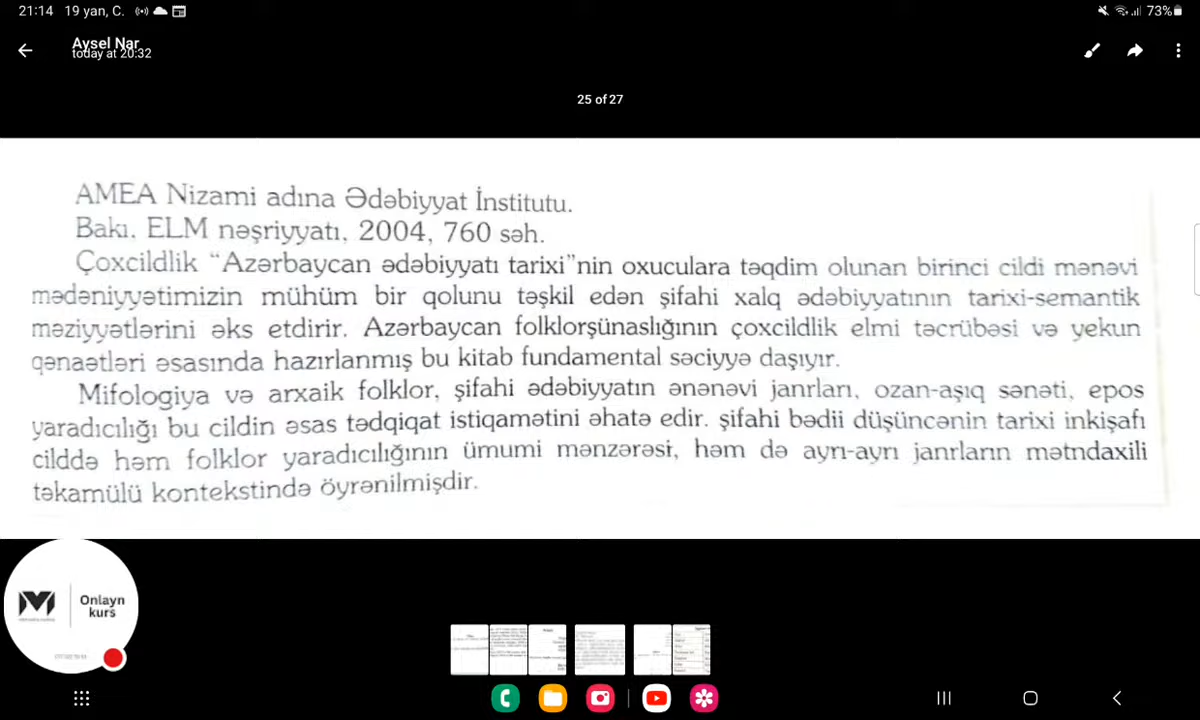 21:14 19 yan, C.
73%
Aysel Nar
today at 20:32
25 of 27
AMEA Nizami adına Ədəbiyyat İnstitutu.
Bakı, ELM nəşriyyatı, 2004, 760 səh.
Çoxcildlik “Azərbaycan ədəbiyyatı tarixi”nin oxuculara təqdim olunan birinci cildi mənəvi
mədəniyyətimizin mühüm bir qolunu təşkil edən şifahi xalq ədəbiyyatının tarixi-semantik
məziyyətlərini əks etdirir. Azərbaycan folklorşünaslığının çoxcildlik elmi təcrübəsi və yekun
qənaətləri əsasında hazırlanmış bu kitab fundamental səciyyə daşıyır.
Mifologiya və arxaik folklor, şifahi ədəbiyyatın ənənəvi janrları, ozan-aşıq sənəti, epos
yaradıcılığı bu cildin əsas tədqiqat istiqamətini əhatə edir. şifahi bədii düşüncənin tarixi inkişafı
cilddə həm folklor yaradıcılığının ümumi mənzərəsi, həm də ayrı-ayrı janrların mətndaxili
təkamülü kontekstində öyrənilmişdir.
Onlayn
kurs